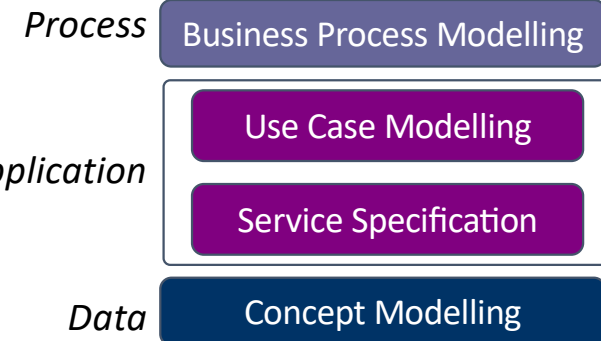 Process
Business Process Modelling
Use Case Modelling
pplication
Service Specification
Data
Concept Modelling